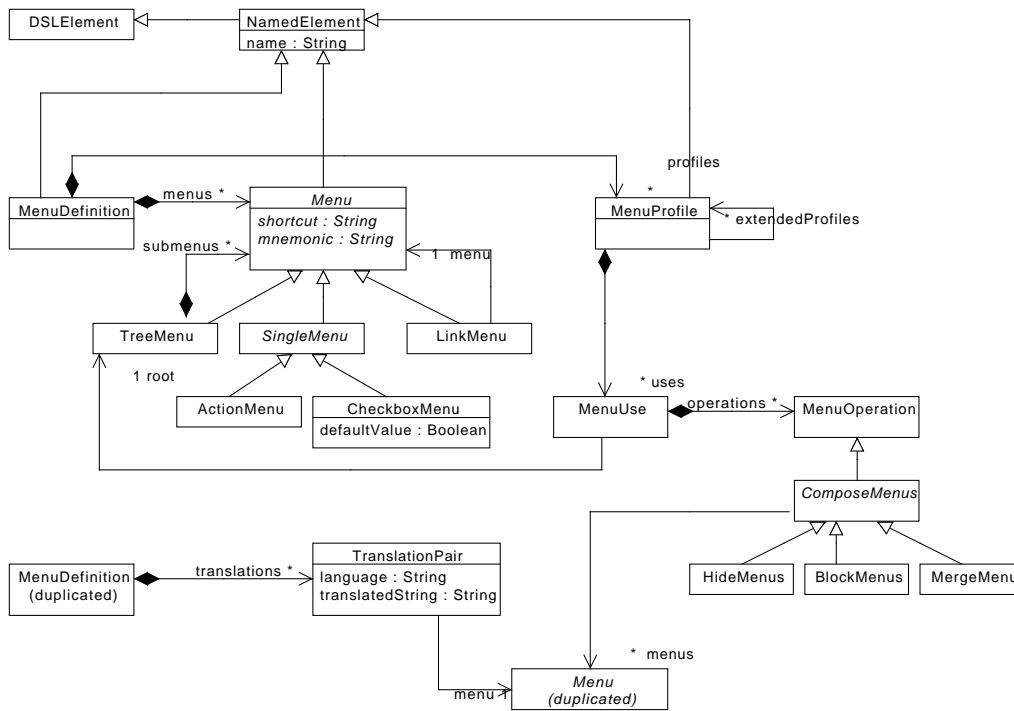 DSLElement
NamedElement
name : String
profiles
MenuDefinition
menus *
Menu
shortcut : String
mnemonic : String
*
MenuProfile
* extendedProfiles
submenus *
1 menu
TreeMenu
SingleMenu
LinkMenu
1 root
* uses
ActionMenu
CheckboxMenu
defaultValue : Boolean
MenuUse
operations *
MenuOperation
ComposeMenus
TranslationPair
language : String
translatedString : String
MenuDefinition
(duplicated)
translations *
HideMenus
BlockMenus
MergeMenu
* menus
Menu
(duplicated)
menu 1